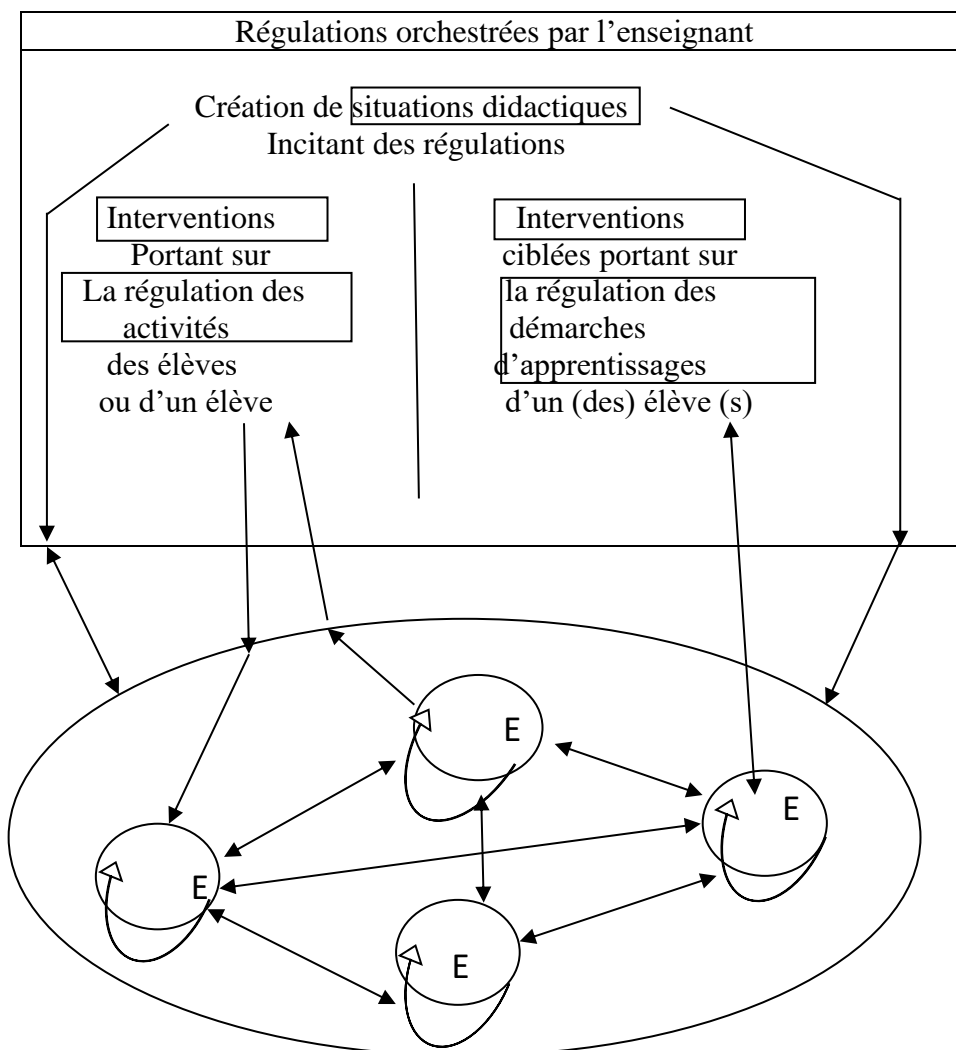 Régulations orchestrées par l’enseignant
Création de situations didactiques
Incitant des régulations
Interventions
Portant sur
La régulation des
activités
des élèves
ou d’un élève
Interventions
ciblées portant sur
la régulation des
démarches
d’apprentissages
d’un (des) élève (s)
E
E
E
E